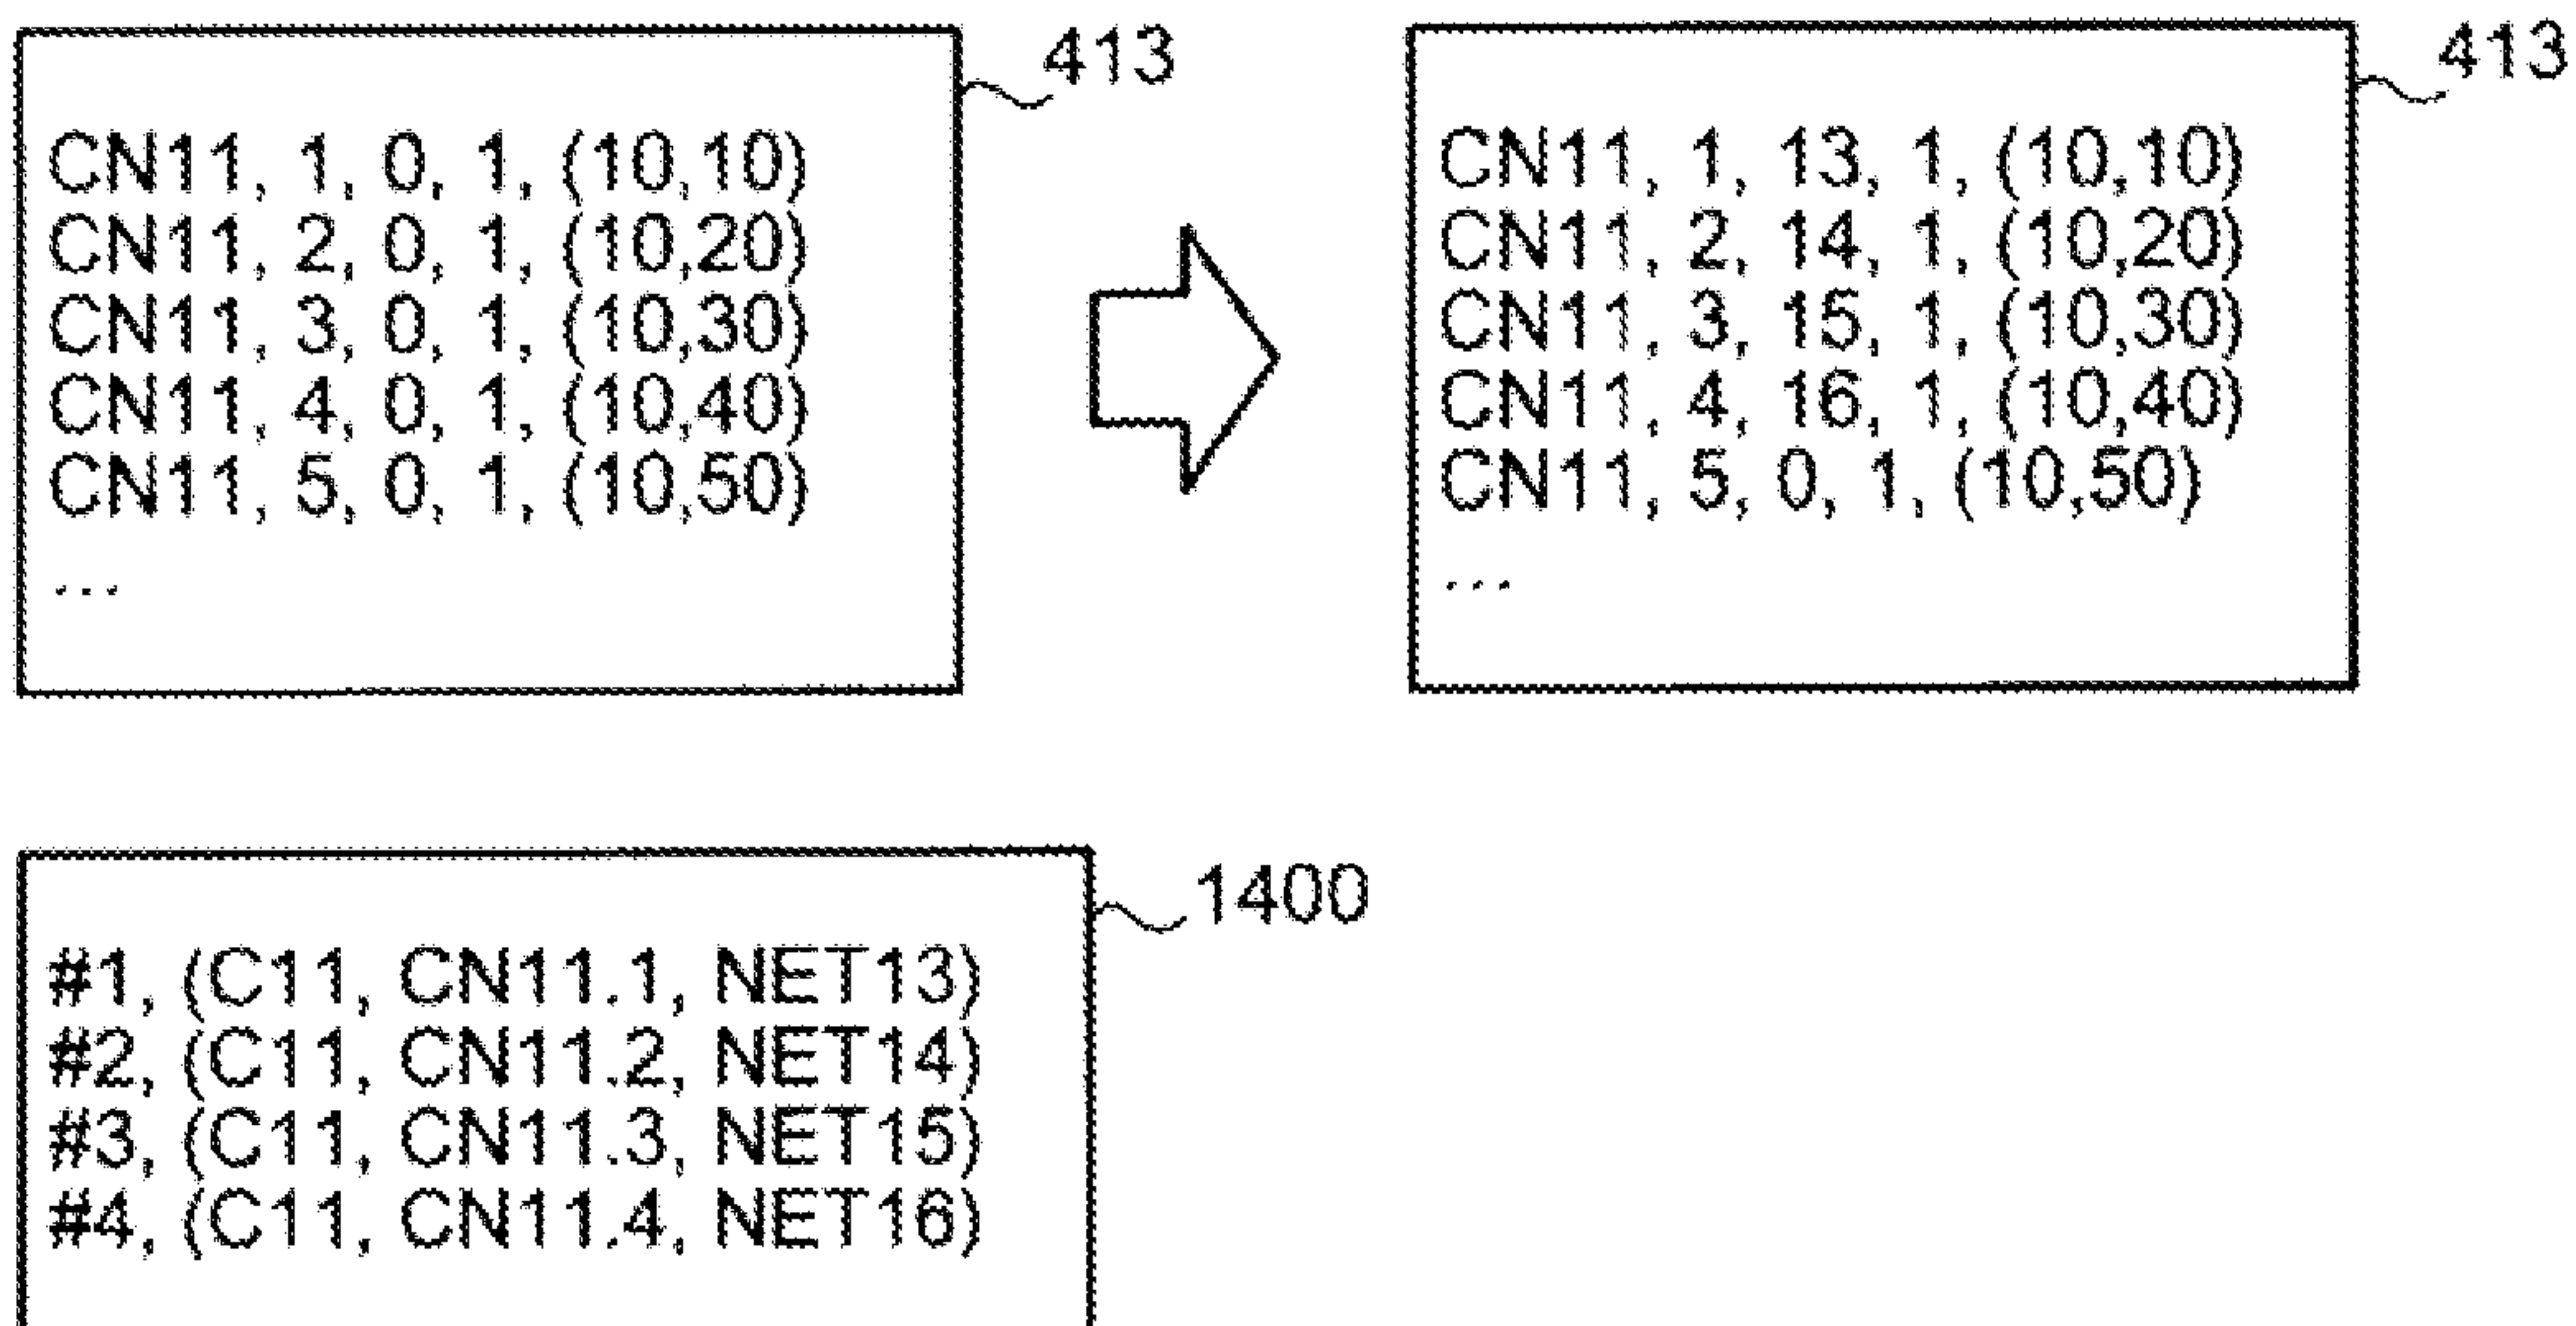 413
CN11, 1, 0, 1, (10,10)
CN11, 2, 0, 1, (10,20)
CN11, 3, 0, 1, (10,30)
CN11, 4, 0, 1, (10,40)
CN11, 5, 0, 1, (10,50)
...
413
CN11, 1, 13, 1, (10,10)
CN11, 2, 14, 1, (10,20)
CN11, 3, 15, 1, (10,30)
CN11, 4, 16, 1, (10,40)
CN11, 5, 0, 1, (10,50)
...
1400
#1, (C11, CN11.1, NET13)
#2, (C11, CN11.2, NET14)
#3, (C11, CN11.3, NET15)
#4, (C11, CN11.4, NET16)